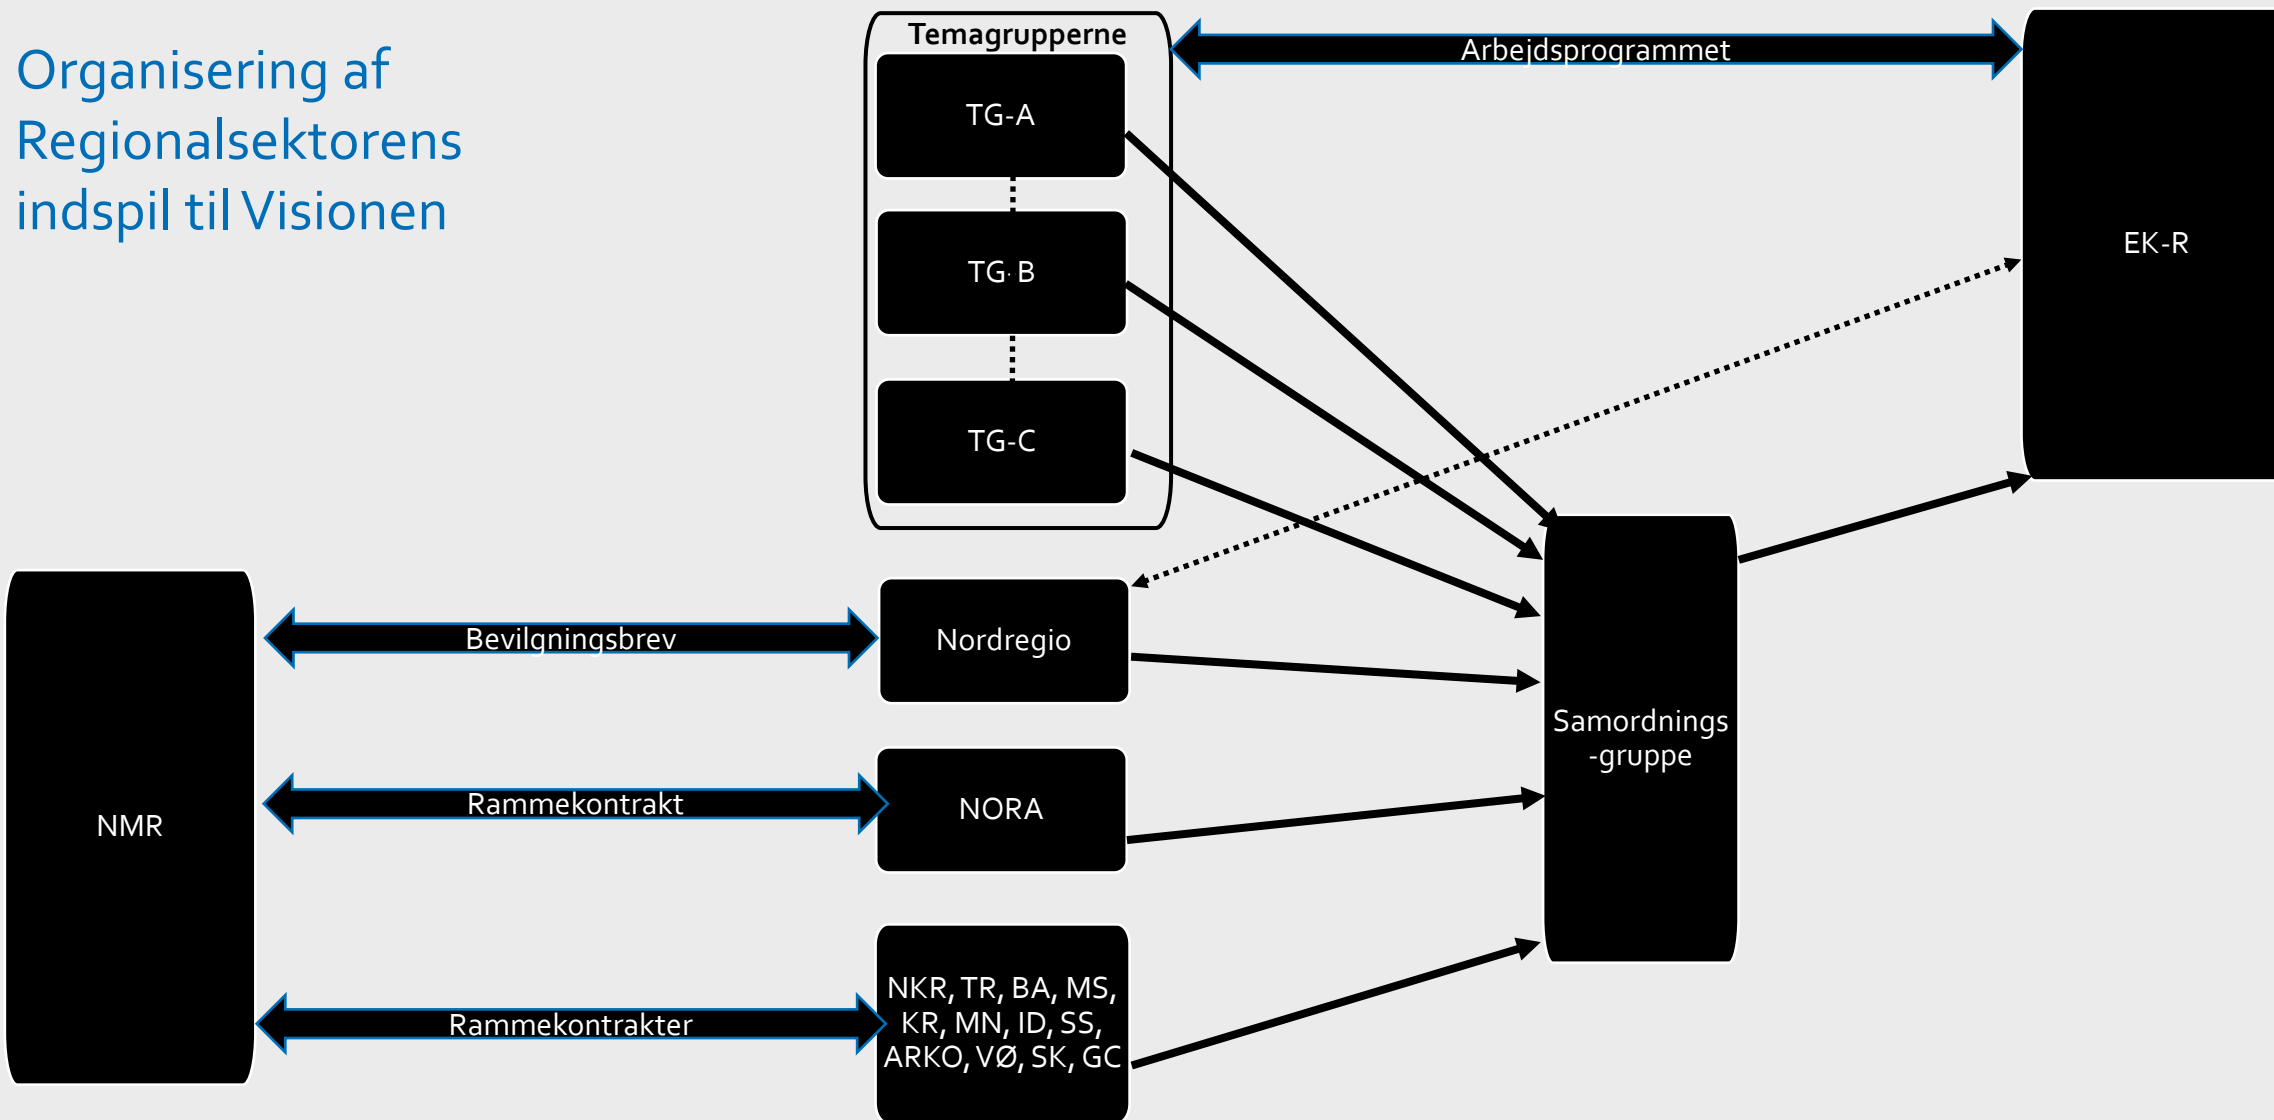 Organisering af
Regionalsektorens
indspil til Visionen
Temagrupperne
TG-A
TG-B
TG-C
Arbejdsprogrammet
EK-R
NMR
Bevilgningsbrev
Nordregio
Rammekontrakt
NORA
Rammekontrakter
NKR, TR, BA, MS,
KR, MN, ID, SS,
ARKO, VØ, SK, GC
Samordnings
-gruppe